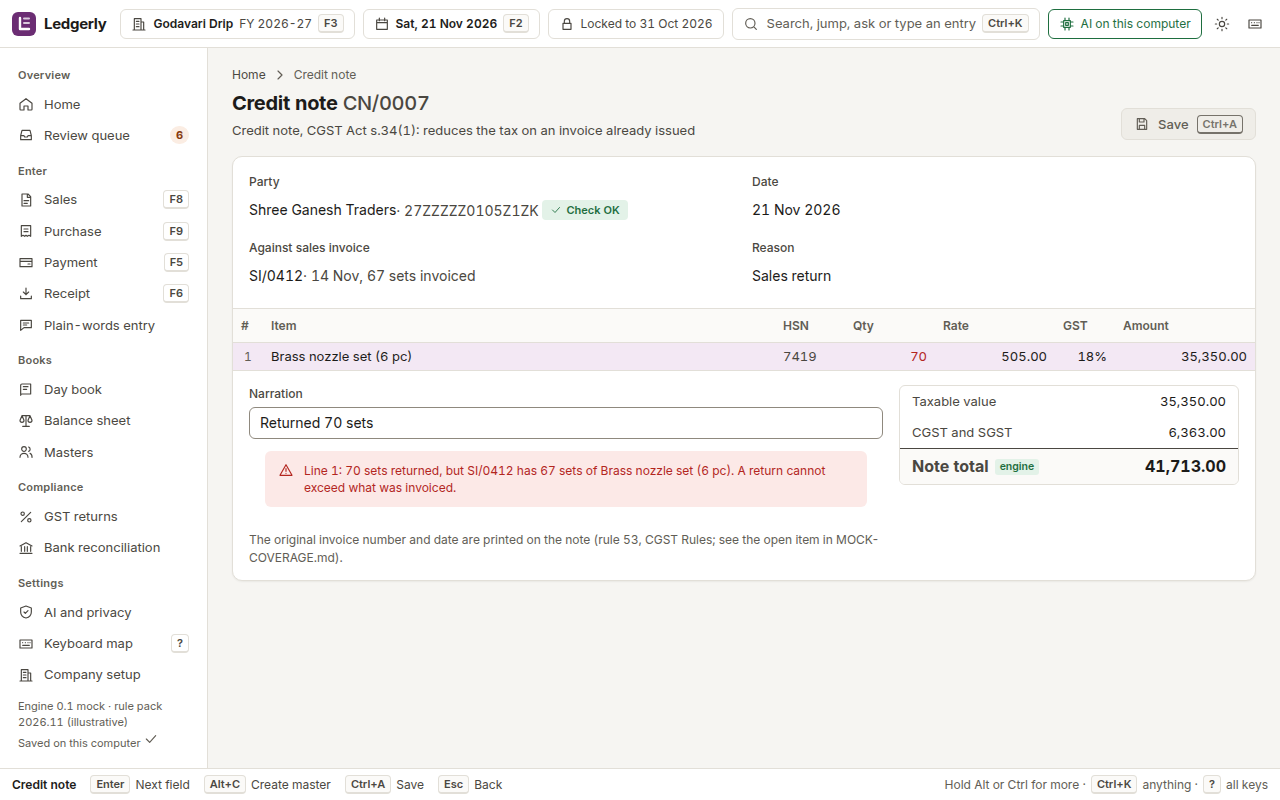 Ledgerly
Godavari Drip FY 2026-27 F3
Sat, 21 Nov 2026 F2
Locked to 31 Oct 2026
Search, jump, ask or type an entry Ctrl+K
AI on this computer
Overview
Home
Review queue 6
Enter
Sales F8
Purchase F9
Payment F5
Receipt F6
Plain-words entry
Books
Day book
Balance sheet
Masters
Compliance
GST returns
Bank reconciliation
Settings
AI and privacy
Keyboard map ?
Company setup
Engine 0.1 mock · rule pack
2026.11 (illustrative)
Saved on this computer
Home > Credit note
Credit note CN/0007
Credit note, CGST Act s.34(1): reduces the tax on an invoice already issued
Save Ctrl+A
Party
Shree Ganesh Traders· 27ZZZZZ0105Z1ZK Check OK
Date
21 Nov 2026
Against sales invoice
SI/0412· 14 Nov, 67 sets invoiced
Reason
Sales return
# Item HSN Qty Rate GST Amount
1 Brass nozzle set (6 pc) 7419 70 505.00 18% 35,350.00
Narration
Returned 70 sets
Line 1: 70 sets returned, but SI/0412 has 67 sets of Brass nozzle set (6 pc). A return cannot
exceed what was invoiced.
The original invoice number and date are printed on the note (rule 53, CGST Rules; see the open item in MOCK-
COVERAGE.md).
Taxable value 35,350.00
CGST and SGST 6,363.00
Note total engine 41,713.00
Credit note Enter Next field Alt+C Create master Ctrl+A Save Esc Back
Hold Alt or Ctrl for more · Ctrl+K anything · ? all keys